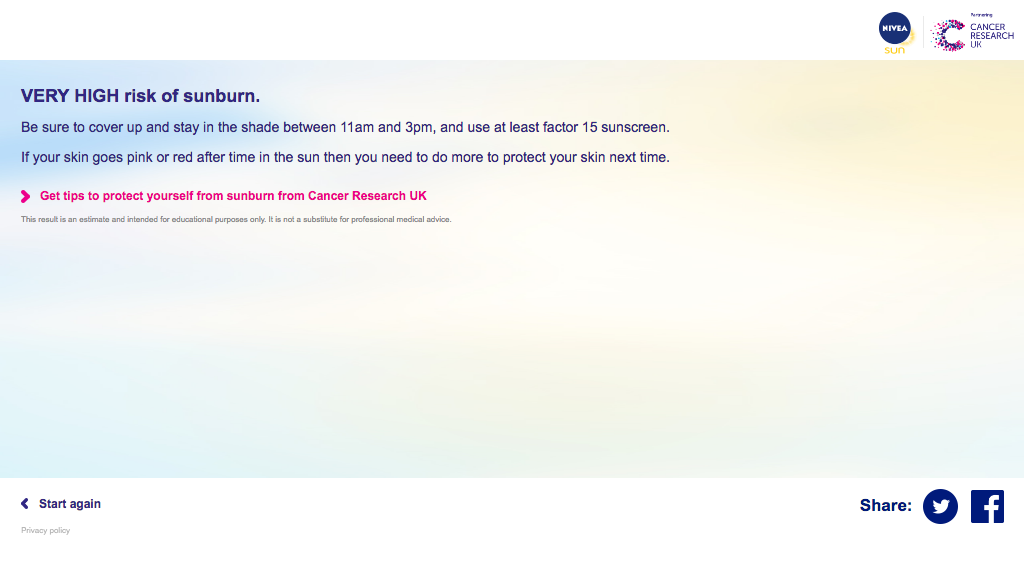 NIVEA
sun
Partnering
CANCER
RESEARCH
UK
VERY HIGH risk of sunburn.
Be sure to cover up and stay in the shade between 11am and 3pm, and use at least factor 15 sunscreen.
If your skin goes pink or red after time in the sun then you need to do more to protect your skin next time.
Get tips to protect yourself from sunburn from Cancer Research UK
This result is an estimate and intended for educational purposes only. It is not a substitute for professional medical advice.
Start again
Share:
Privacy policy